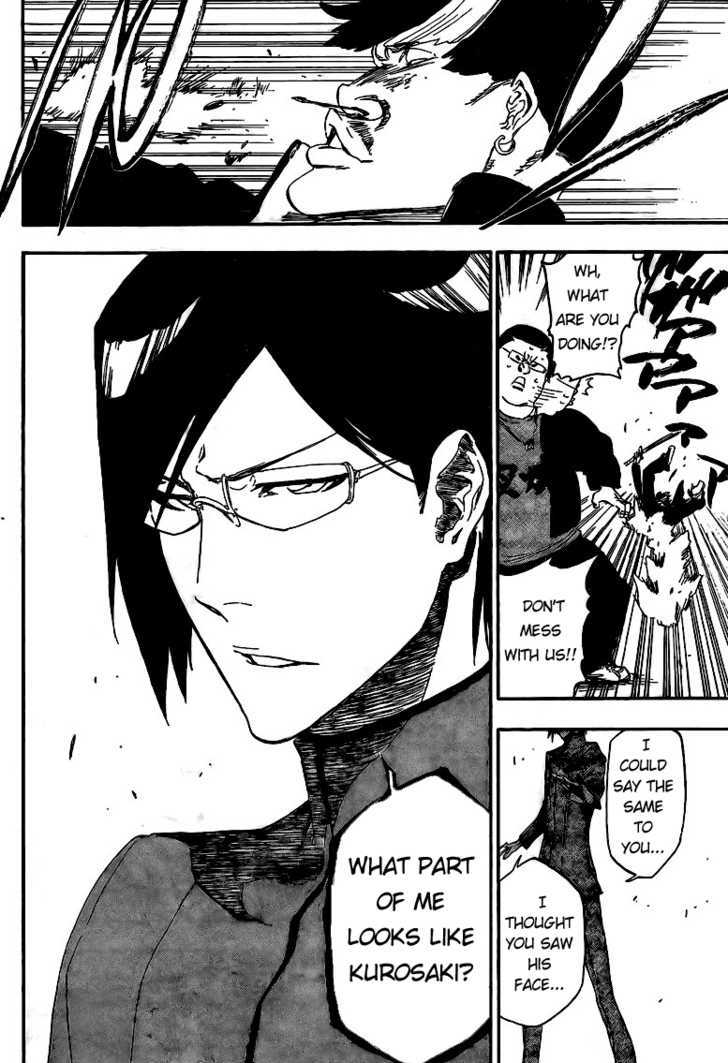 WH,
WHAT
ARE YOU
DOING!?
DON'T
MESS
WITH US!!
I
COULD
SAY THE
SAME
TO
YOU...
I
THOUGHT
YOU SAW
HIS
FACE...
WHAT PART
OF ME
LOOKS LIKE
KUROSAKI?